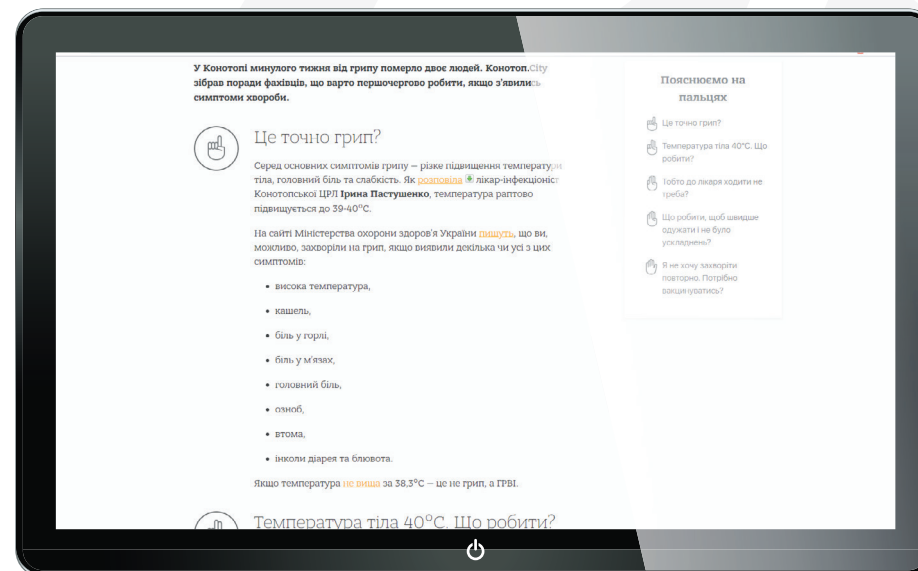 У Конотопі минулого тижня від грипу померло двоє людей. Конотоп.City
зібрав поради фахівців, що варто першочергово робити, якщо з'явились
симптоми хвороби.
Це точно грип?
Серед основних симптомів грипу — різке підвищення температури
тіла, головний біль та слабкість. Як розповіла лікар-інфекціоніст
Конотопської ЦРЛ Ірина Пастушенко, температура раптово
підвищується до 39-40°С.
На сайті Міністерства охорони здоров'я України пишуть, що ви,
можливо, захворіли на грип, якщо виявили декілька чи усі з цих
симптомів:
• висока температура,
• кашель,
• біль у горлі,
• біль у м'язах,
• головний біль,
• озноб,
• втома,
• інколи діарея та блювота.
Якщо температура не вища за 38,3°С — це не грип, а ГРВІ.
Температура тіла 40°С. Що робити?
Пояснюємо на
пальцях
Це точно грип?
Температура тіла 40°С. Що
робити?
Тобто до лікаря ходити не
треба?
Що робити, щоб швидше
одужати і не було
ускладнень?
Я не хочу захворіти
повторно. Потрібно
вакцинуватись?